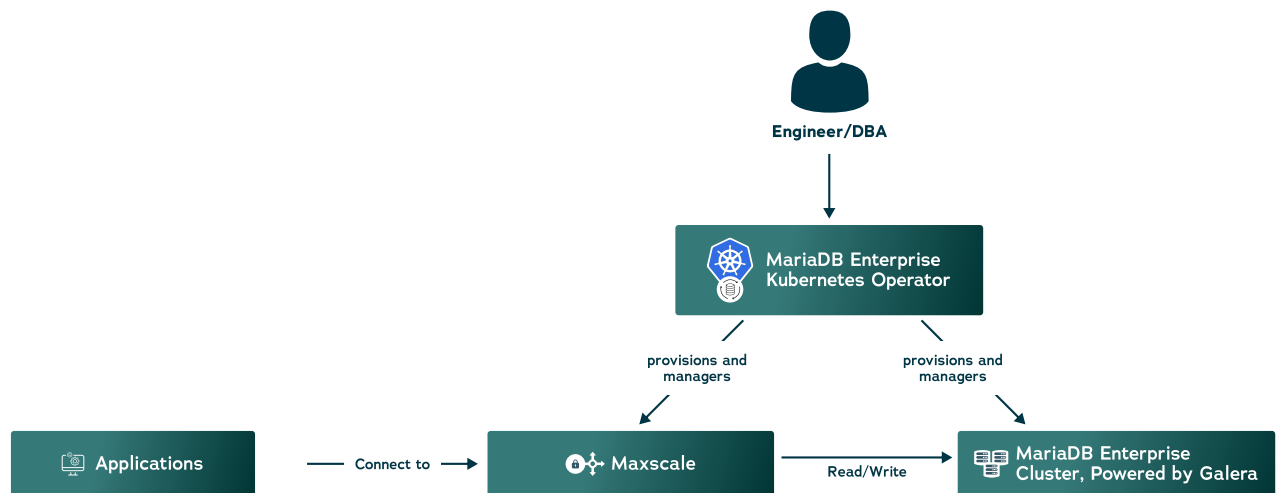 Engineer/DBA
MariaDB Enterprise
Kubernetes Operator
provisions and
managers
provisions and
managers
Applications
Connect to
Maxscale
Read/Write
MariaDB Enterprise
Cluster, Powered by Galera